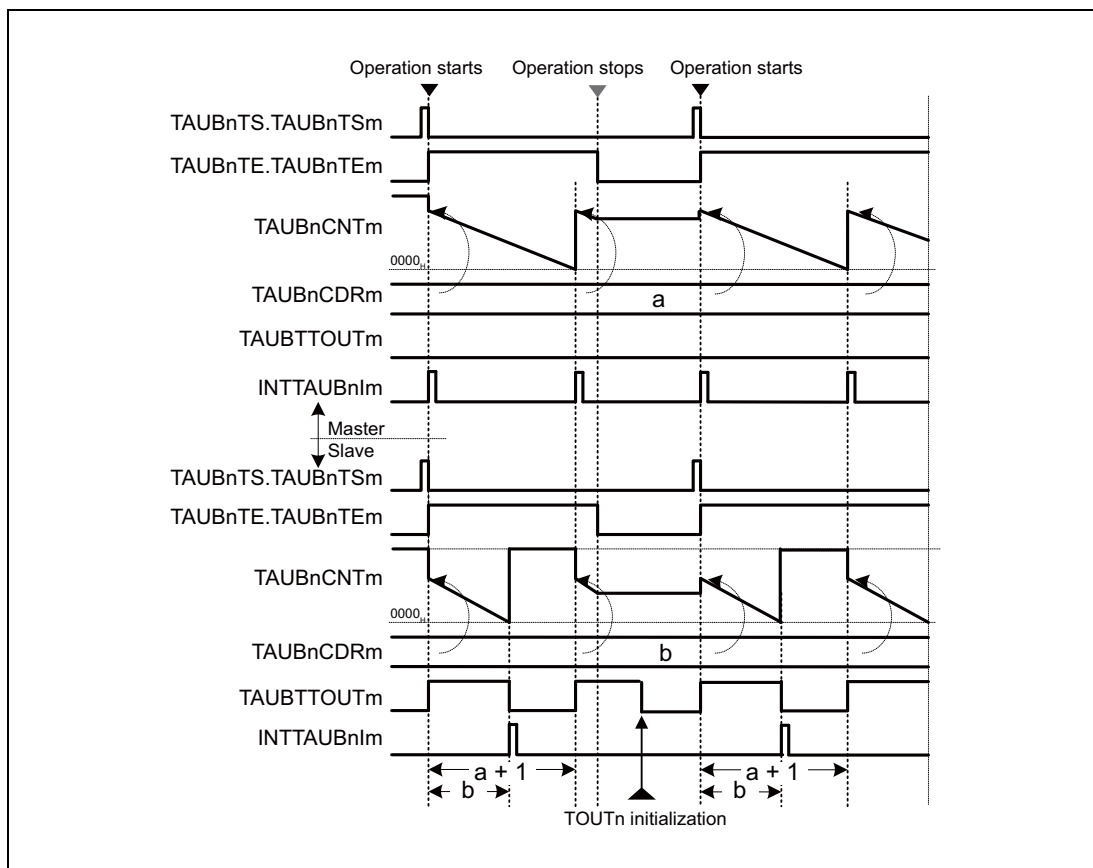 Operation starts Operation stops Operation starts
TAUBnTS.TAUBnTSm
TAUBnTE.TAUBnTEm
TAUBnCNTm
0000H
TAUBnCDRm
a
TAUBTTOUTm
INTTAUBnIm
Master
Slave
TAUBnTS.TAUBnTSm
TAUBnTE.TAUBnTEm
TAUBnCNTm
0000H
TAUBnCDRm
b
TAUBTTOUTm
INTTAUBnIm
a + 1 a + 1
b b
TOUTn initialization